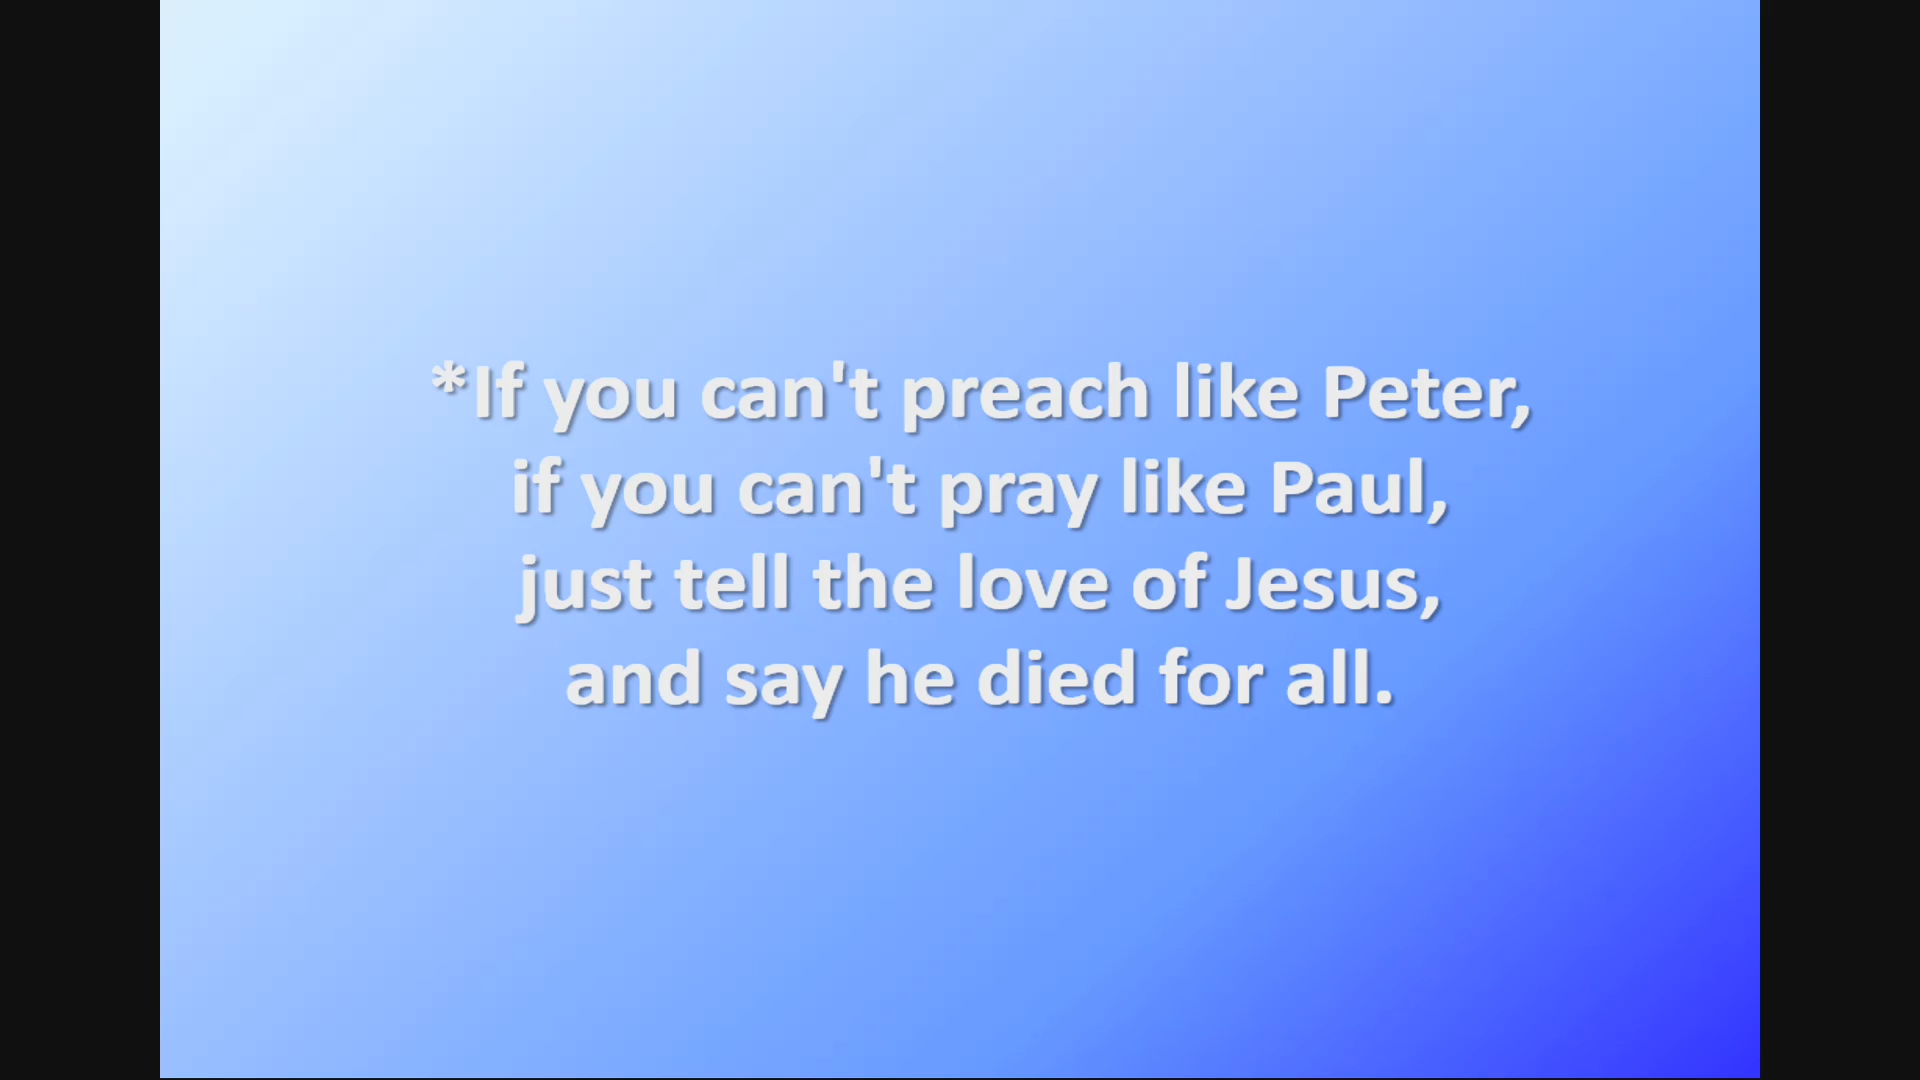 *If you can't preach like Peter,
if you can't pray like Paul,
just tell the love of Jesus,
and say he died for all.